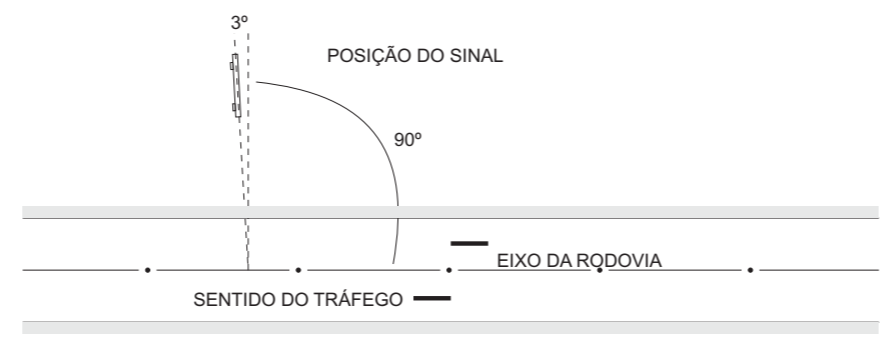 3º
POSIÇÃO DO SINAL
90º
EIXO DA RODOVIA
SENTIDO DO TRÁFEGO